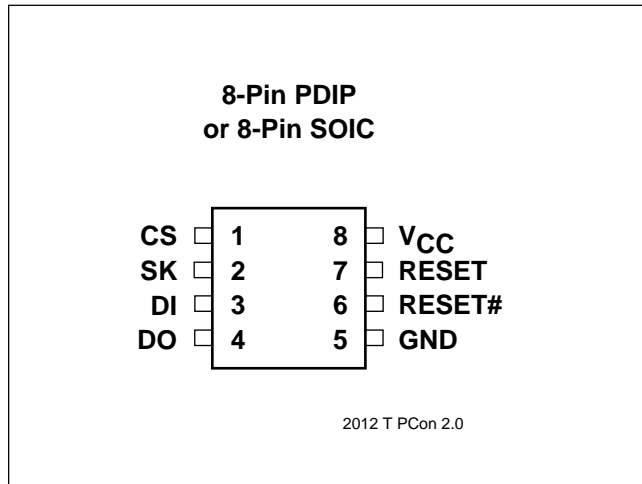 8-Pin PDIP
or 8-Pin SOIC
CS 1 8 VCC
SK 2 7 RESET
DI 3 6 RESET#
DO 4 5 GND
2012 T PCon 2.0